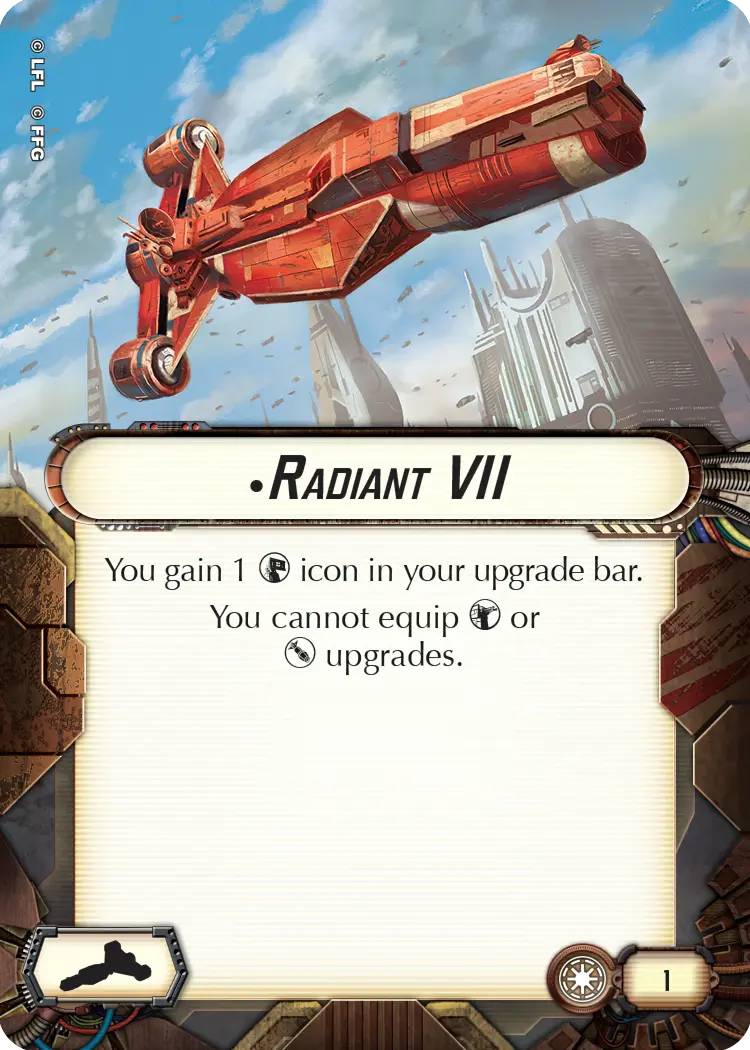 © LFL © FFG
•Radiant VII
You gain 1 icon in your upgrade bar.
You cannot equip or
upgrades.
1